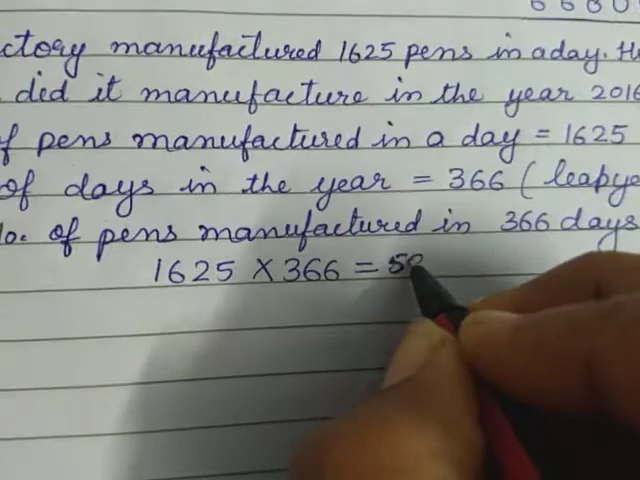 ctory manufactured 1625 pens in a day. H
did it manufacture in the year 2016
f pens manufactured in a day = 1625
of days in the year = 366 (leapye
o. of pens manufactured in 366 days
1625 × 366 = 59